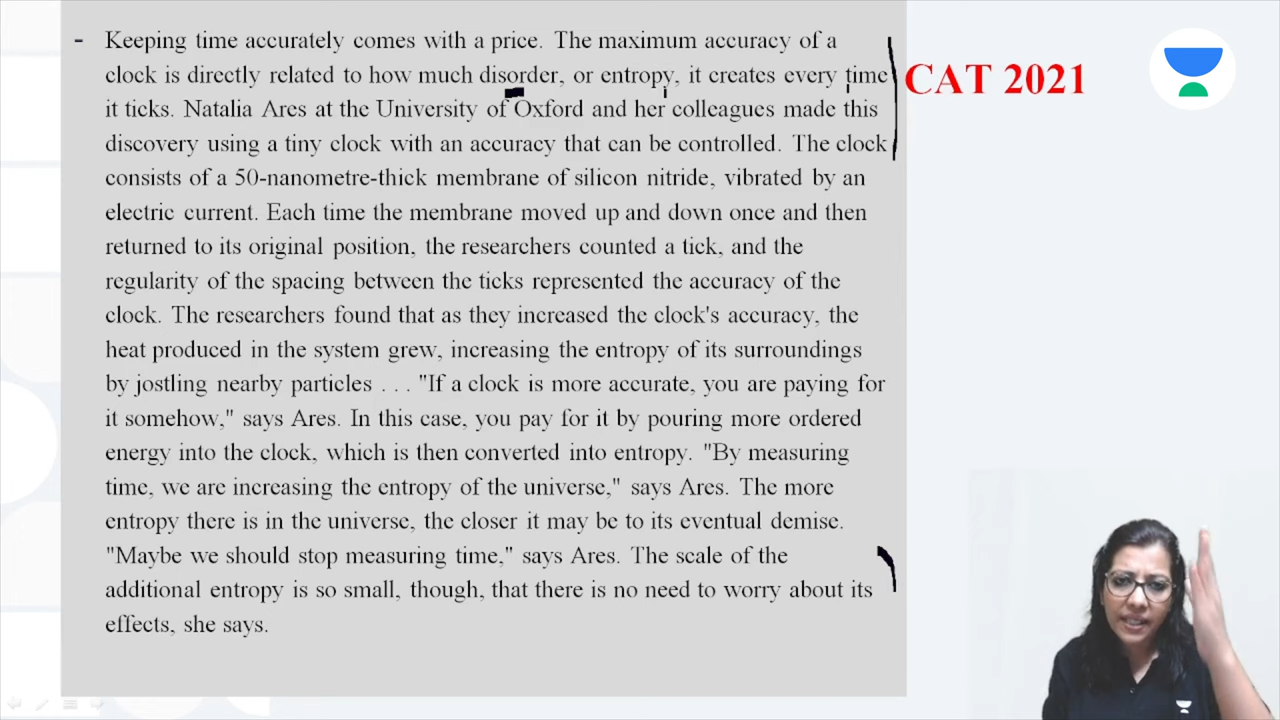 - Keeping time accurately comes with a price. The maximum accuracy of a
clock is directly related to how much disorder, or entropy, it creates every time
it ticks. Natalia Ares at the University of Oxford and her colleagues made this
discovery using a tiny clock with an accuracy that can be controlled. The clock
consists of a 50-nanometre-thick membrane of silicon nitride, vibrated by an
electric current. Each time the membrane moved up and down once and then
returned to its original position, the researchers counted a tick, and the
regularity of the spacing between the ticks represented the accuracy of the
clock. The researchers found that as they increased the clock's accuracy, the
heat produced in the system grew, increasing the entropy of its surroundings
by jostling nearby particles . . . "If a clock is more accurate, you are paying for
it somehow," says Ares. In this case, you pay for it by pouring more ordered
energy into the clock, which is then converted into entropy. "By measuring
time, we are increasing the entropy of the universe," says Ares. The more
entropy there is in the universe, the closer it may be to its eventual demise.
"Maybe we should stop measuring time," says Ares. The scale of the
additional entropy is so small, though, that there is no need to worry about its
effects, she says.
CAT 2021